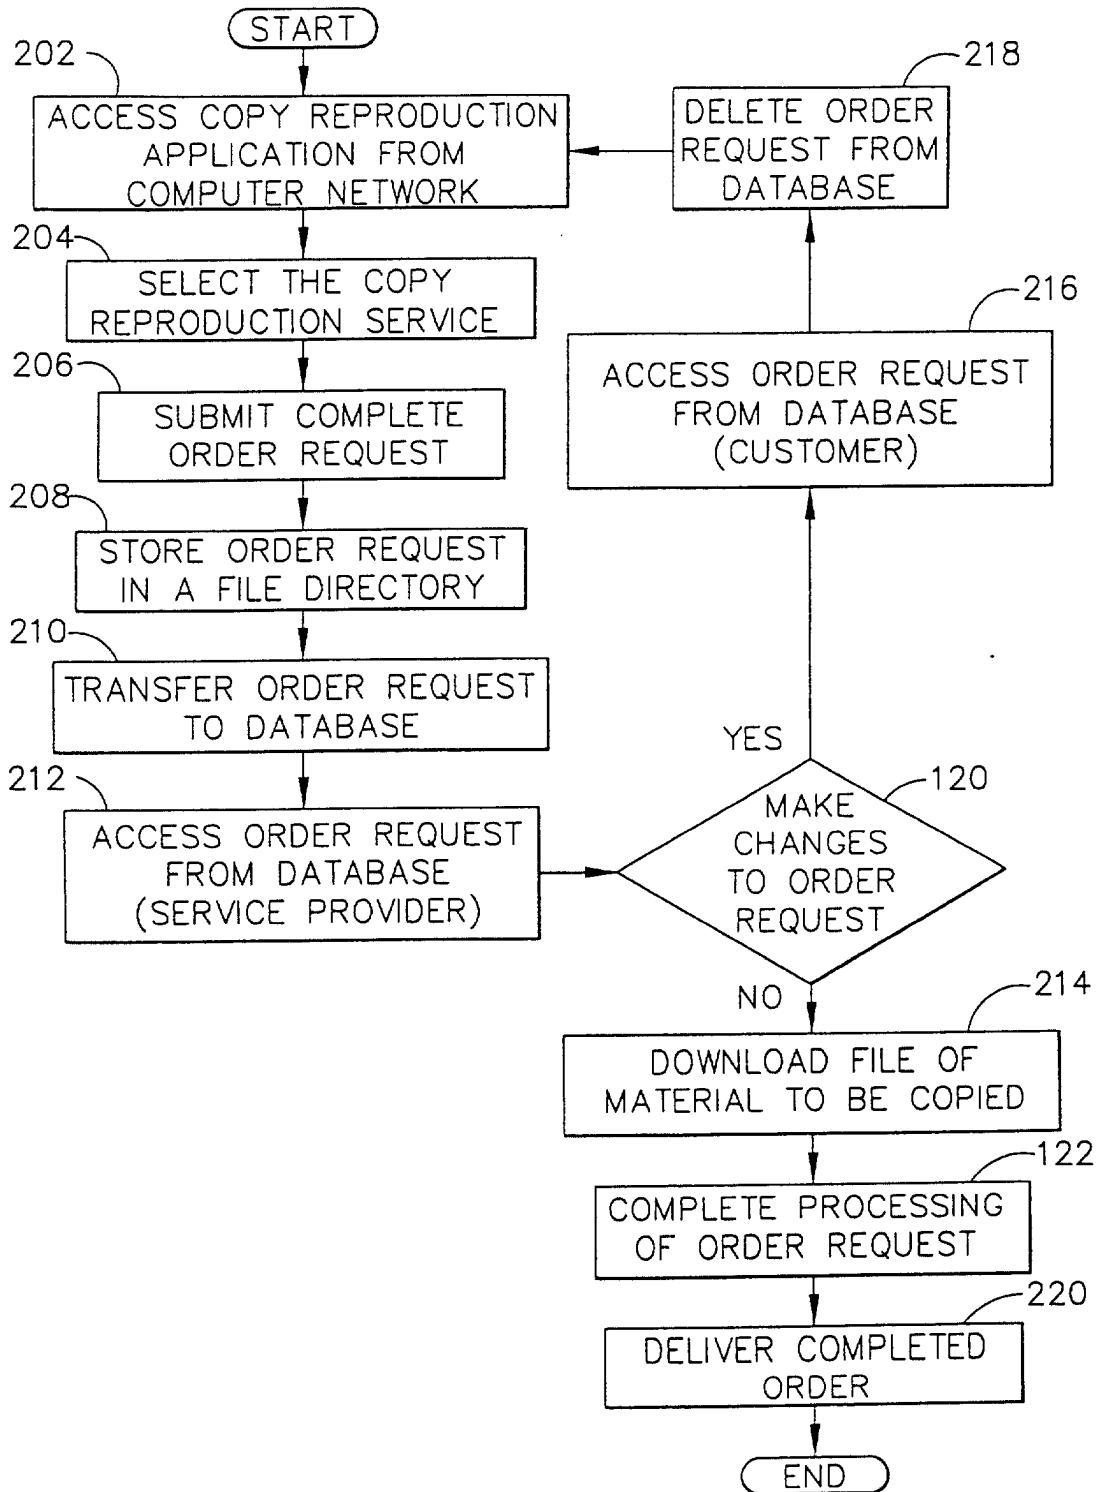 START
202
ACCESS COPY REPRODUCTION
APPLICATION FROM
COMPUTER NETWORK
204
SELECT THE COPY
REPRODUCTION SERVICE
206
SUBMIT COMPLETE
ORDER REQUEST
208
STORE ORDER REQUEST
IN A FILE DIRECTORY
210
TRANSFER ORDER REQUEST
TO DATABASE
212
ACCESS ORDER REQUEST
FROM DATABASE
(SERVICE PROVIDER)
218
DELETE ORDER
REQUEST FROM
DATABASE
216
ACCESS ORDER REQUEST
FROM DATABASE
(CUSTOMER)
YES
120
MAKE
CHANGES
TO ORDER
REQUEST
NO
214
DOWNLOAD FILE OF
MATERIAL TO BE COPIED
122
COMPLETE PROCESSING
OF ORDER REQUEST
220
DELIVER COMPLETED
ORDER
END